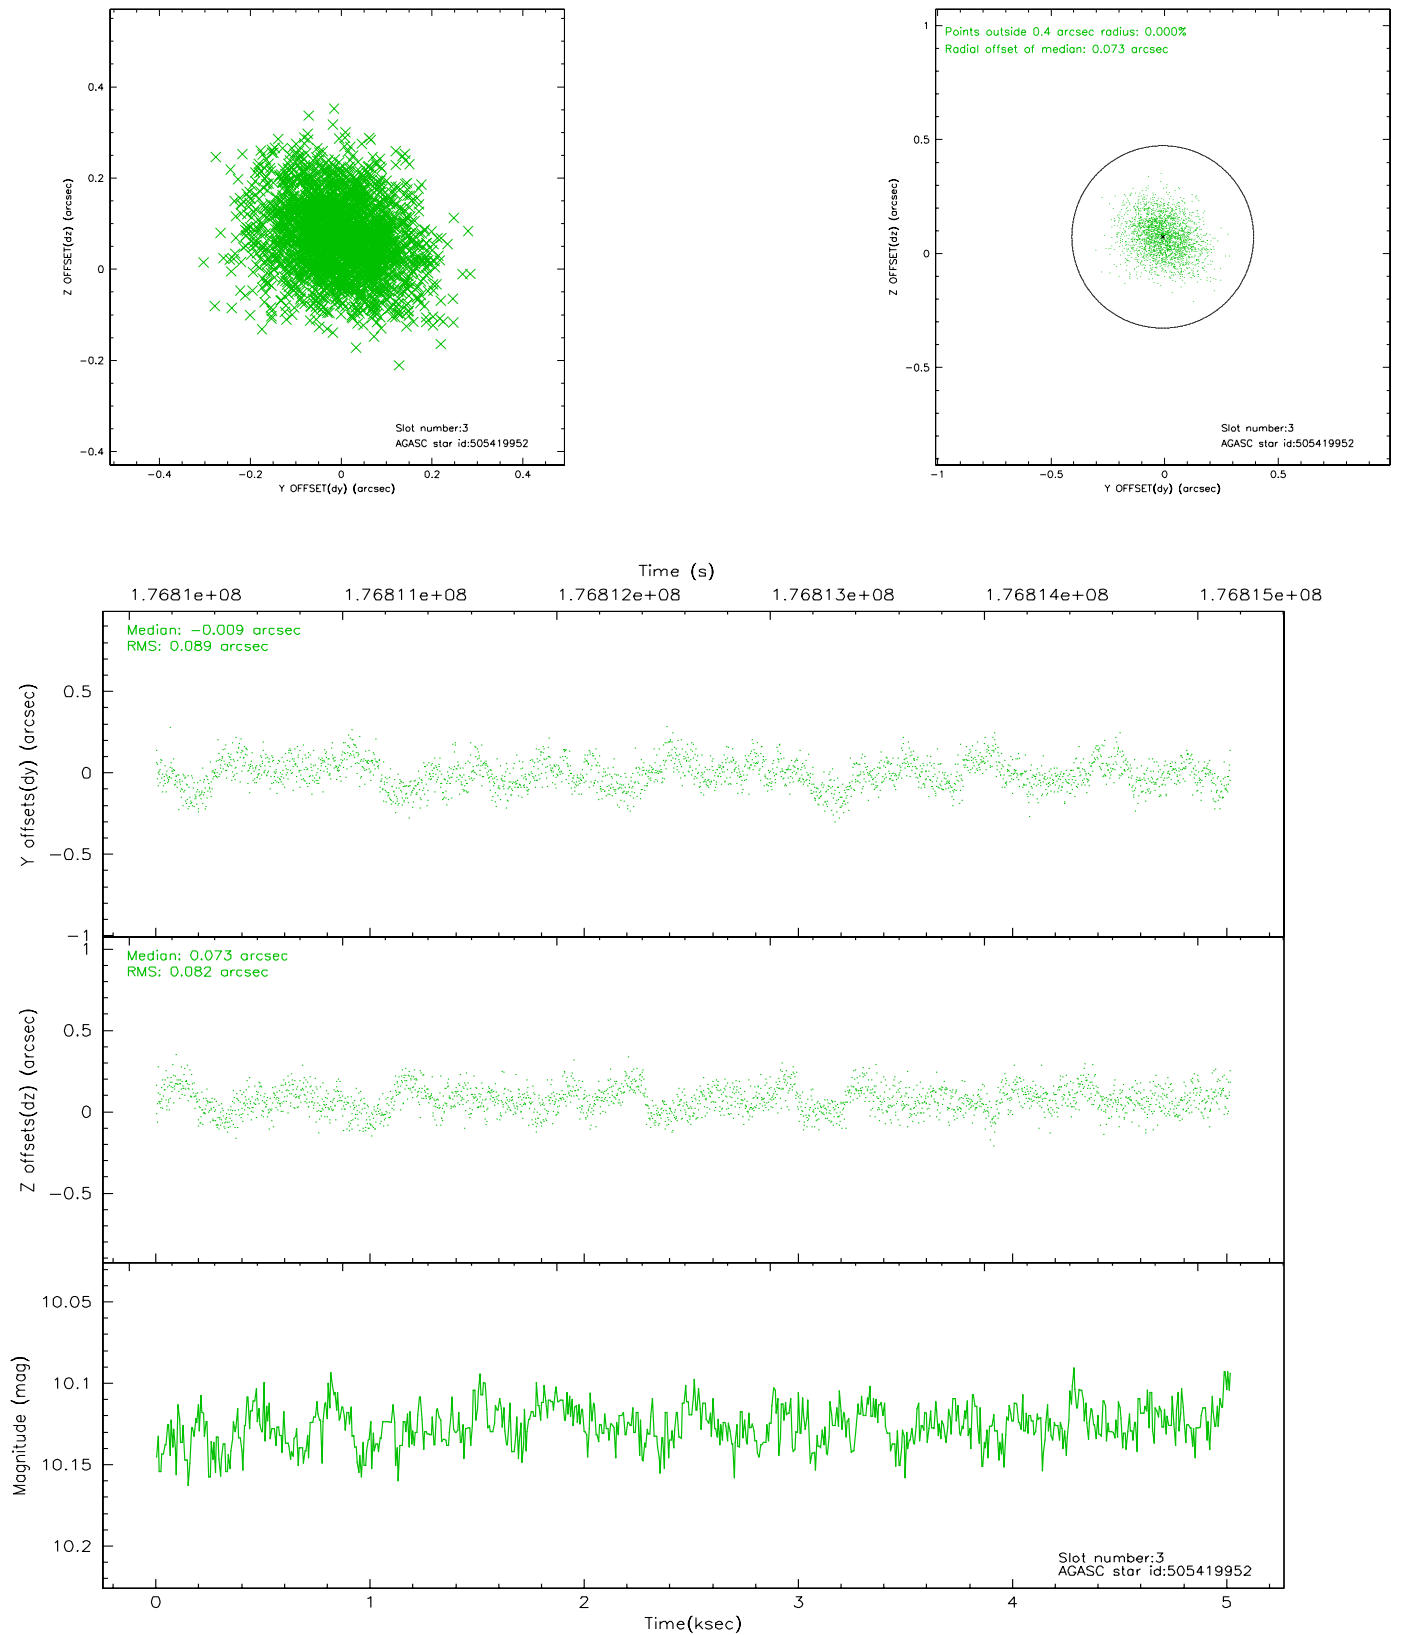 0.4
0.2
0
−0.2
−0.4
Z OFFSET(dz) (arcsec)
Slot number:3
AGASC star id:505419952
−0.4 −0.2 0 0.2 0.4
Y OFFSET(dy) (arcsec)
Points outside 0.4 arcsec radius: 0.000%
Radial offset of median: 0.073 arcsec
1
0.5
0
−0.5
Z OFFSET(dz) (arcsec)
Slot number:3
AGASC star id:505419952
−1 −0.5 0 0.5
Y OFFSET(dy) (arcsec)
Time (s)
1.7681e+08 1.76811e+08 1.76812e+08 1.76813e+08 1.76814e+08 1.76815e+08
Median: −0.009 arcsec
RMS: 0.089 arcsec
0.5
0
−0.5
−1
Y offsets(dy) (arcsec)
Median: 0.073 arcsec
RMS: 0.082 arcsec
1
0.5
0
−0.5
Z offsets(dz) (arcsec)
10.05
10.1
10.15
10.2
Magnitude (mag)
Slot number:3
AGASC star id:505419952
0 1 2 3 4 5
Time(ksec)